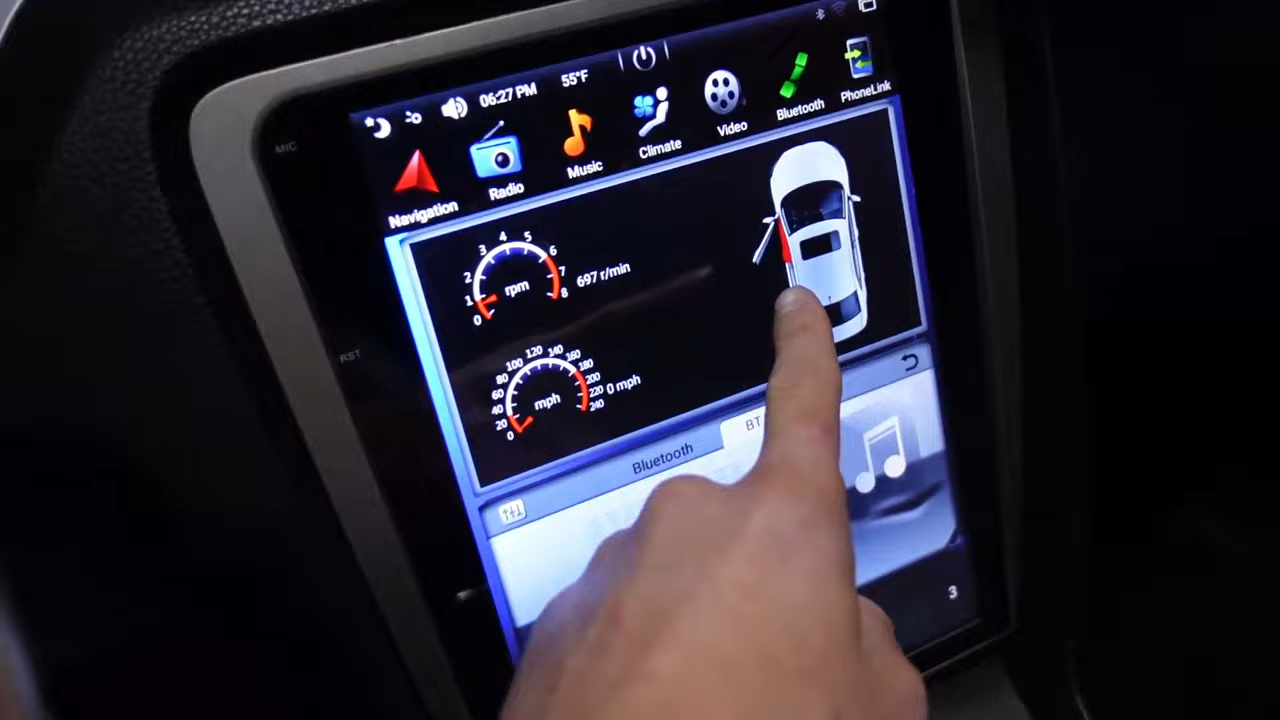 MIC
RST
06:27 PM
55°F
Navigation
Radio
Music
Climate
Video
Bluetooth
PhoneLink
0 1 2 3 4 5 6 7 8
rpm
697 r/min
0 20 40 60 80 100 120 140 160 180 200 220 240
mph
0 mph
Bluetooth
BT
3